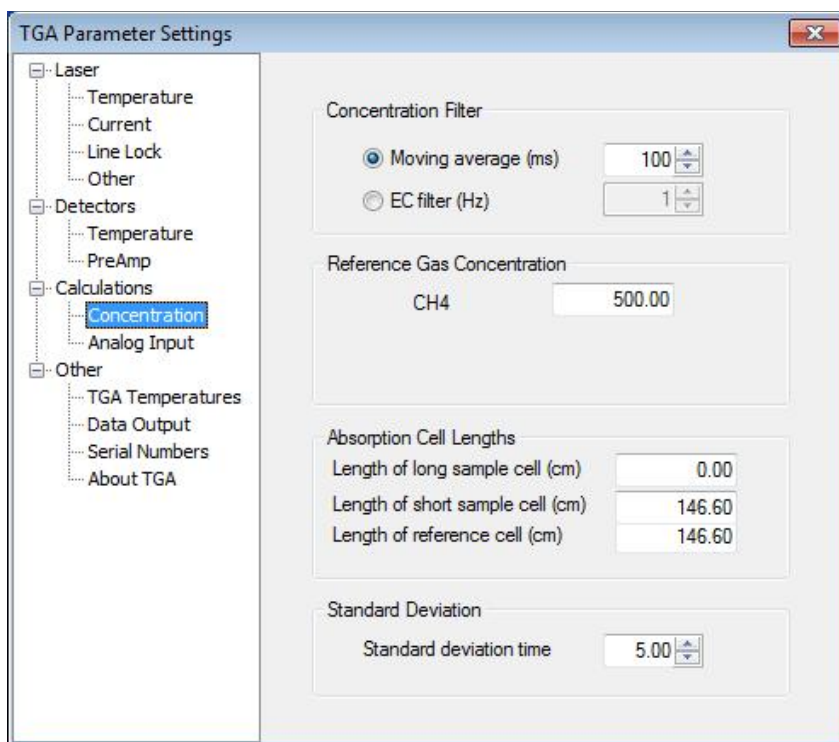 TGA Parameter Settings
Laser
Temperature
Current
Line Lock
Other
Detectors
Temperature
PreAmp
Calculations
Concentration
Analog Input
Other
TGA Temperatures
Data Output
Serial Numbers
About TGA
Concentration Filter
Moving average (ms) 100
EC filter (Hz) 1
Reference Gas Concentration
CH4 500.00
Absorption Cell Lengths
Length of long sample cell (cm) 0.00
Length of short sample cell (cm) 146.60
Length of reference cell (cm) 146.60
Standard Deviation
Standard deviation time 5.00